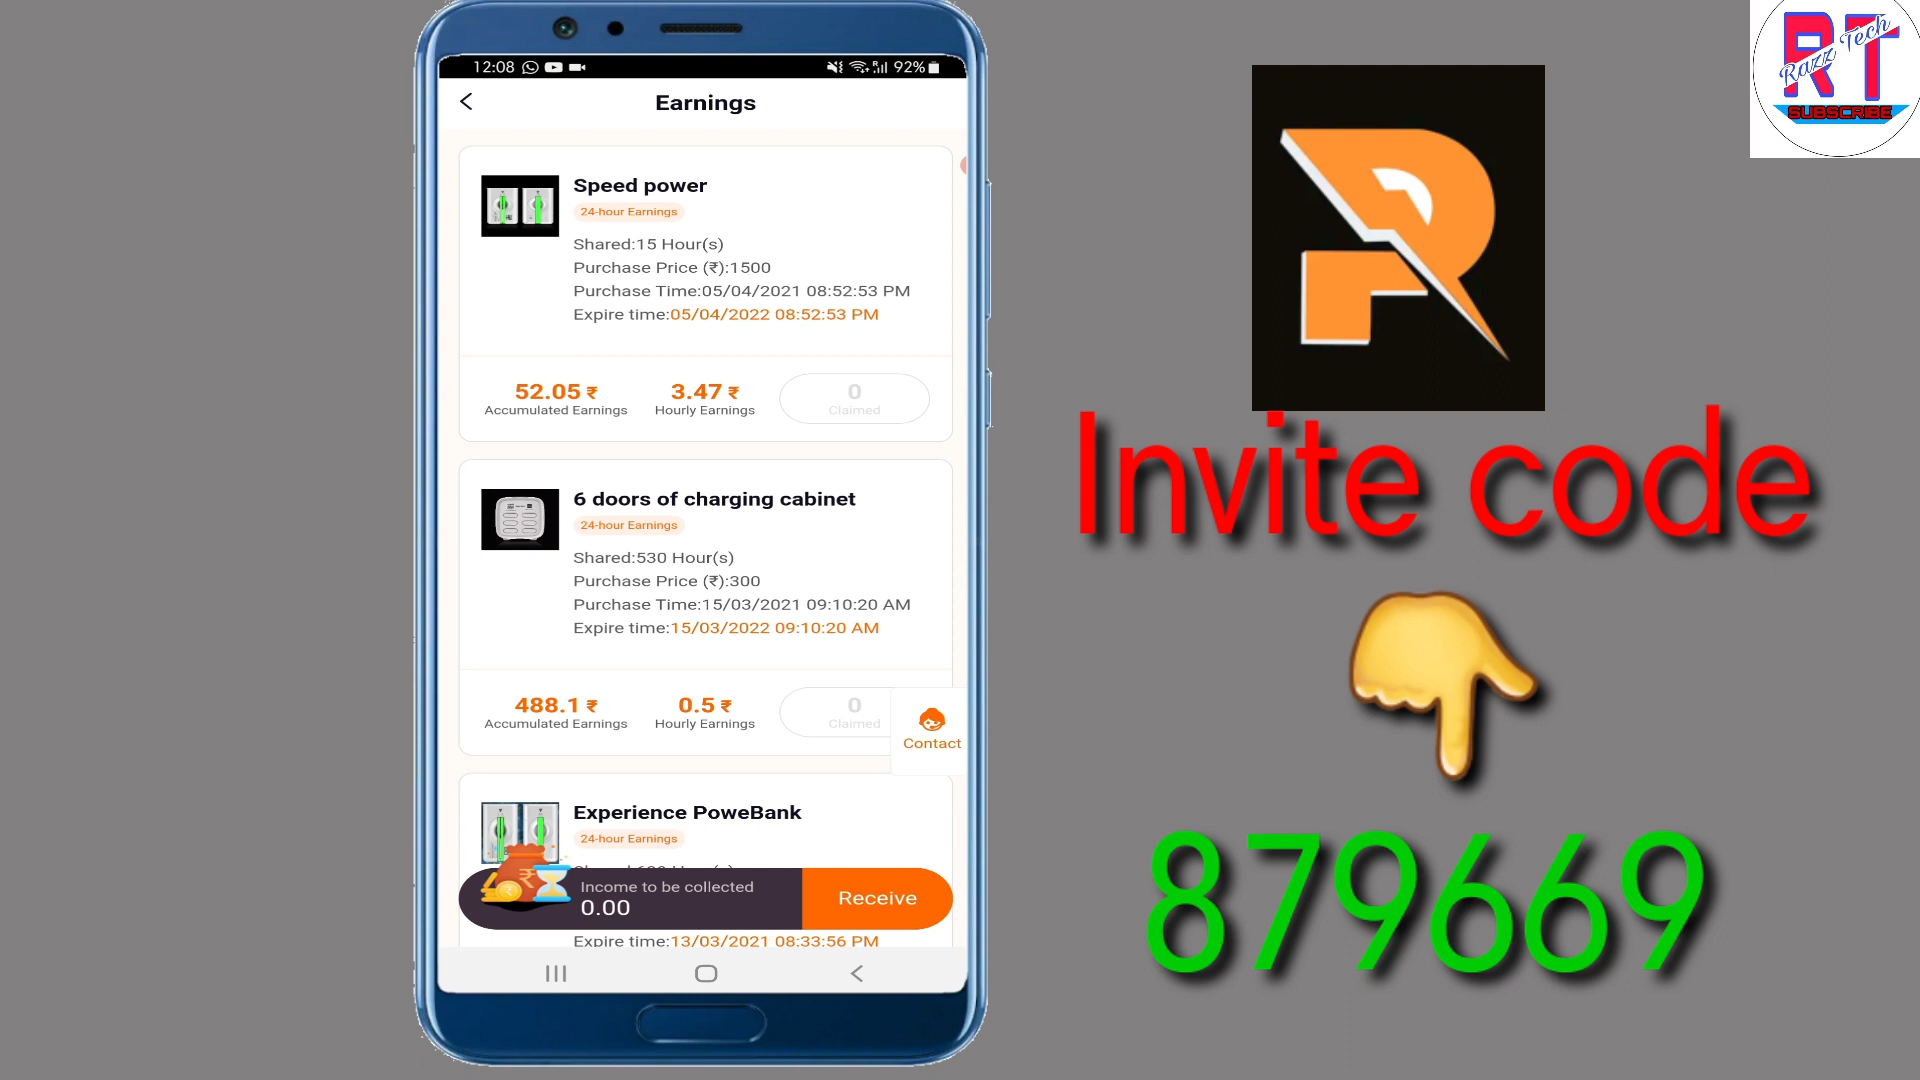 12:08
92%
Earnings
Speed power
24-hour Earnings
Shared:15 Hour(s)
Purchase Price (₹):1500
Purchase Time:05/04/2021 08:52:53 PM
Expire time:05/04/2022 08:52:53 PM
52.05 ₹
3.47 ₹
0
Accumulated Earnings
Hourly Earnings
Claimed
6 doors of charging cabinet
24-hour Earnings
Shared:530 Hour(s)
Purchase Price (₹):300
Purchase Time:15/03/2021 09:10:20 AM
Expire time:15/03/2022 09:10:20 AM
488.1 ₹
0.5 ₹
0
Accumulated Earnings
Hourly Earnings
Claimed
Contact
Experience PoweBank
24-hour Earnings
Income to be collected
0.00
Receive
Expire time:13/03/2021 08:33:56 PM
RT
Razz Tech
SUBSCRIBE
R
Invite code
879669